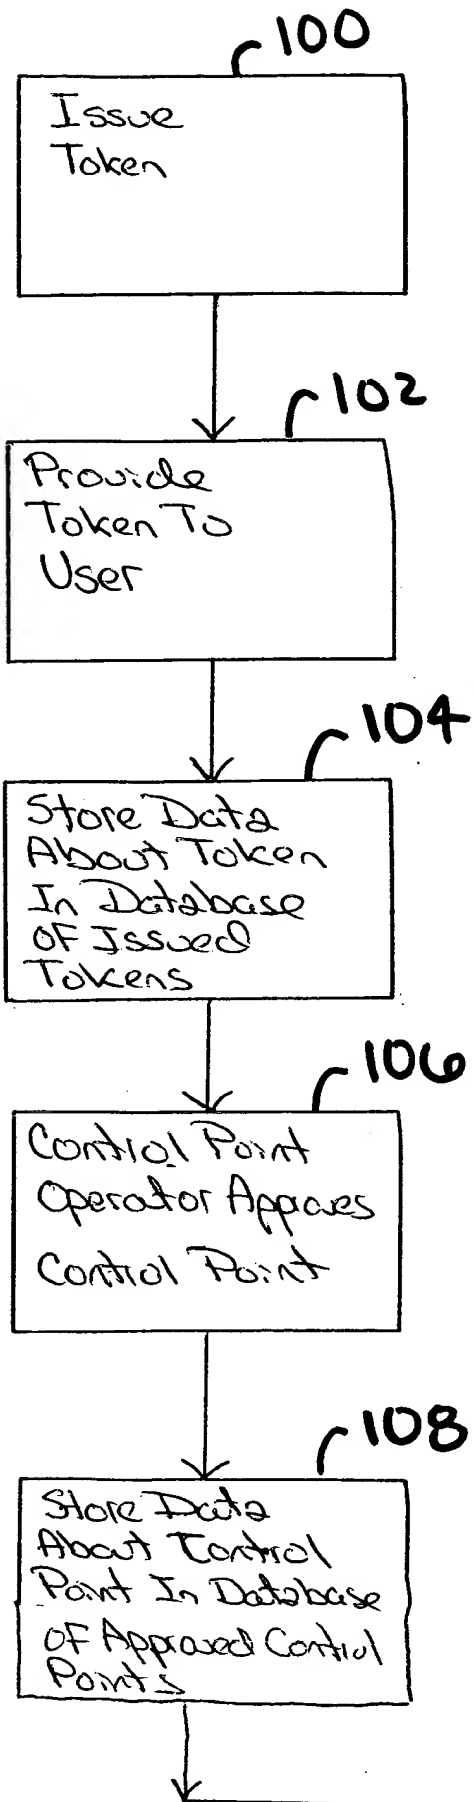 100
Issue
Token
102
Provide
Token To
User
104
Store Data
About Token
In Database
Of Issued
Tokens
106
Control Point
Operator Approves
Control Point
108
Store Data
About Control
Point In Database
Of Approved Control
Points